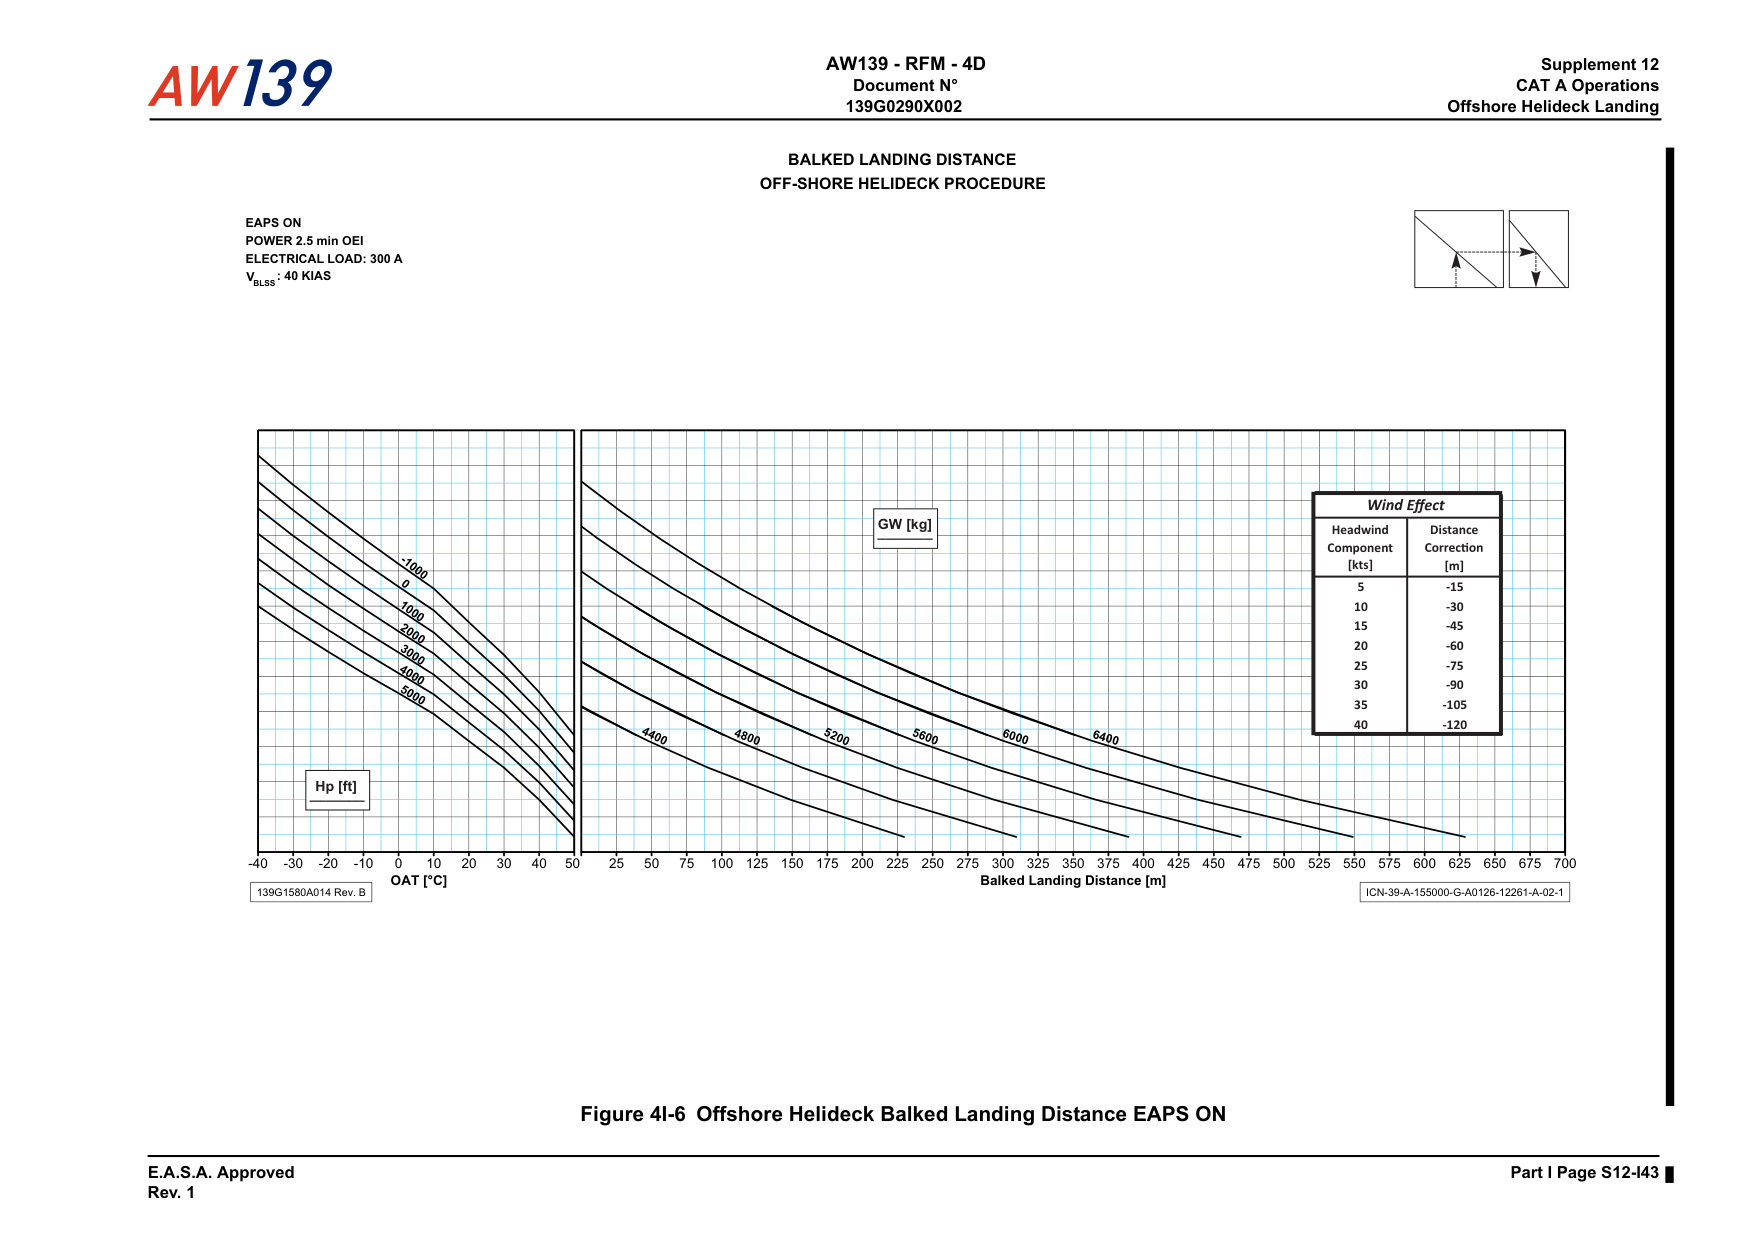 AW139
AW139 - RFM - 4D
Document N°
139G0290X002
Supplement 12
CAT A Operations
Offshore Helideck Landing
BALKED LANDING DISTANCE
OFF-SHORE HELIDECK PROCEDURE
EAPS ON
POWER 2.5 min OEI
ELECTRICAL LOAD: 300 A
VBLSS : 40 KIAS
GW [kg]
Wind Effect
Headwind Component [kts] Distance Correction [m]
5 -15
10 -30
15 -45
20 -60
25 -75
30 -90
35 -105
40 -120
-1000
0
1000
2000
3000
4000
5000
4400 4800 5200 5600 6000 6400
Hp [ft]
-40 -30 -20 -10 0 10 20 30 40 50 25 50 75 100 125 150 175 200 225 250 275 300 325 350 375 400 425 450 475 500 525 550 575 600 625 650 675 700
OAT [°C]
Balked Landing Distance [m]
139G1580A014 Rev. B
ICN-39-A-155000-G-A0126-12261-A-02-1
Figure 4I-6 Offshore Helideck Balked Landing Distance EAPS ON
E.A.S.A. Approved
Rev. 1
Part I Page S12-I43